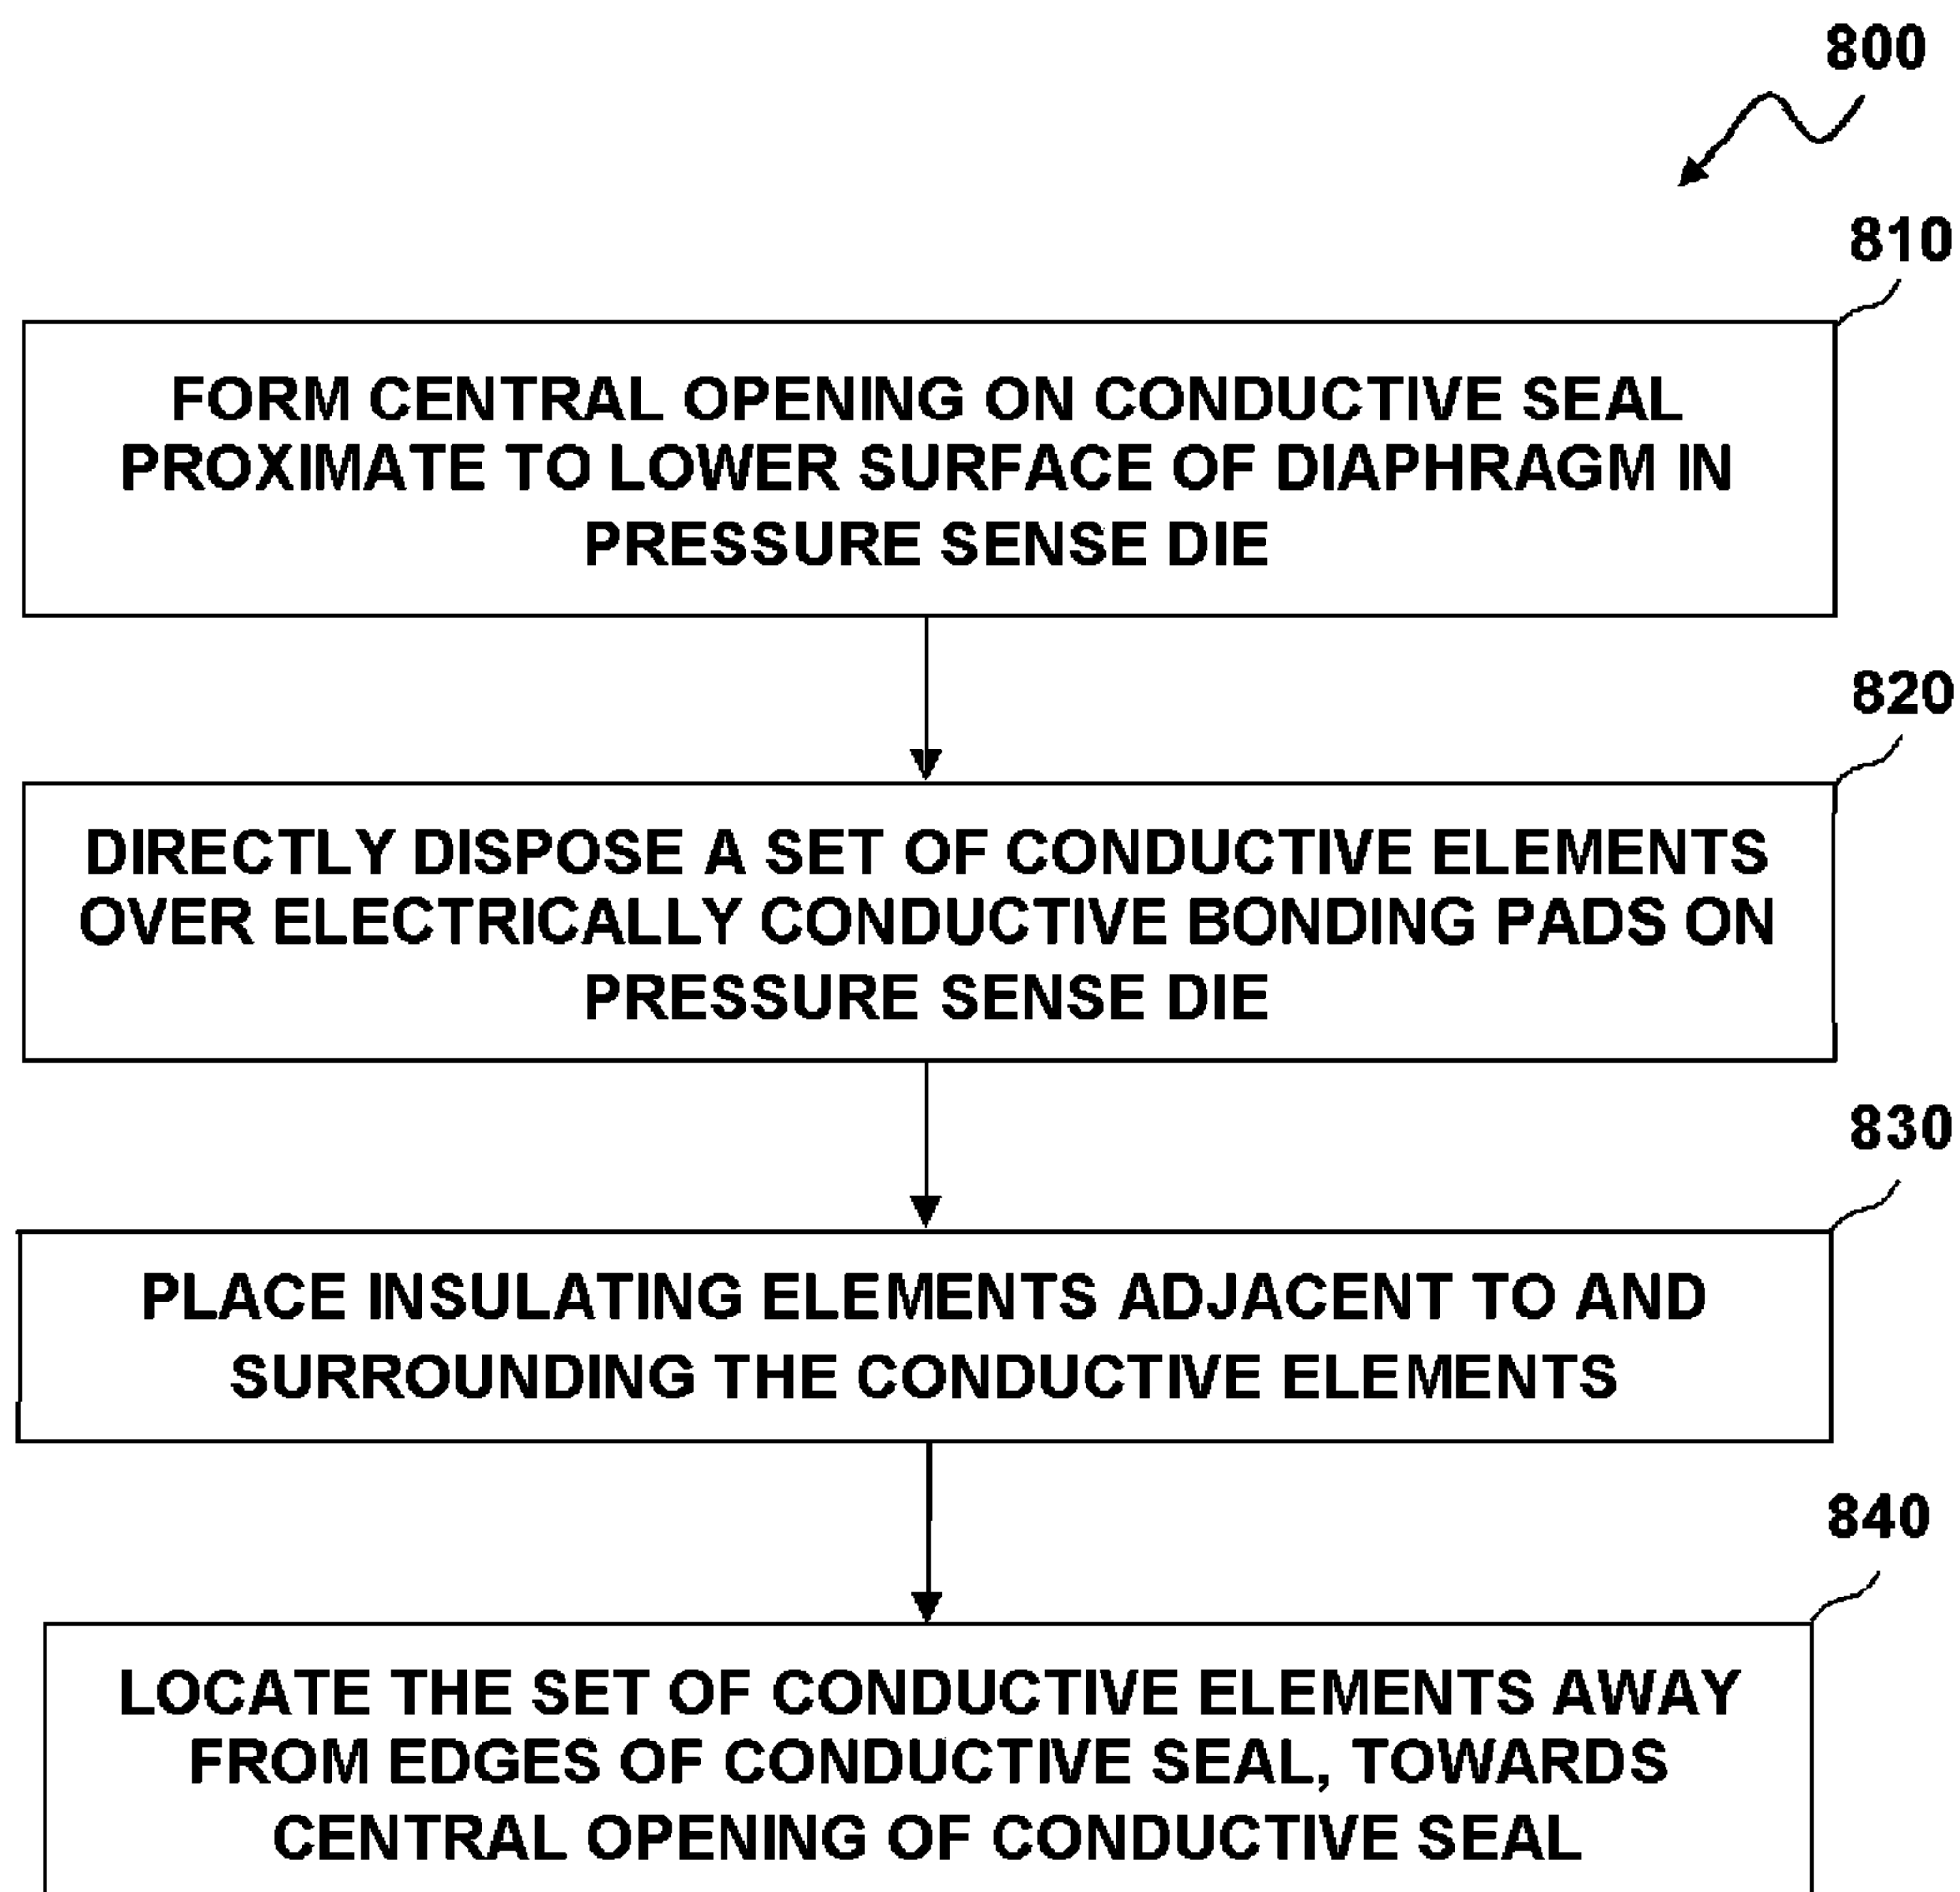 800
810
FORM CENTRAL OPENING ON CONDUCTIVE SEAL
PROXIMATE TO LOWER SURFACE OF DIAPHRAGM IN
PRESSURE SENSE DIE
820
DIRECTLY DISPOSE A SET OF CONDUCTIVE ELEMENTS
OVER ELECTRICALLY CONDUCTIVE BONDING PADS ON
PRESSURE SENSE DIE
830
PLACE INSULATING ELEMENTS ADJACENT TO AND
SURROUNDING THE CONDUCTIVE ELEMENTS
840
LOCATE THE SET OF CONDUCTIVE ELEMENTS AWAY
FROM EDGES OF CONDUCTIVE SEAL, TOWARDS
CENTRAL OPENING OF CONDUCTIVE SEAL